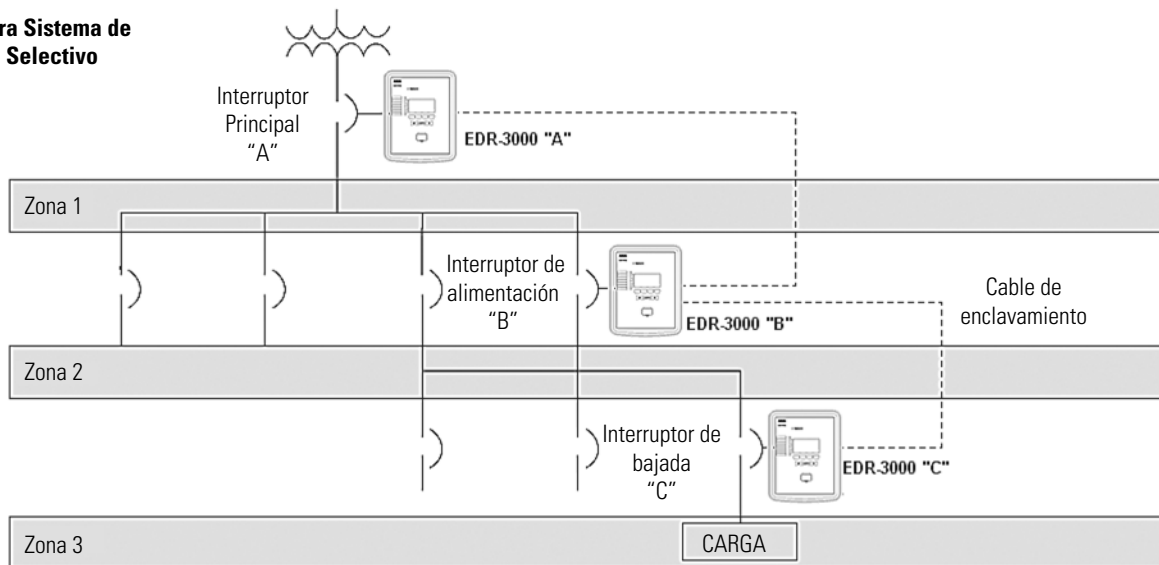 ra Sistema de
Selectivo
Interruptor
Principal
“A”
EDR-3000 "A"
Zona 1
Interruptor de
alimentación
“B”
EDR-3000 "B"
Cable de
enclavamiento
Zona 2
Interruptor de
bajada
“C”
EDR-3000 "C"
Zona 3
CARGA